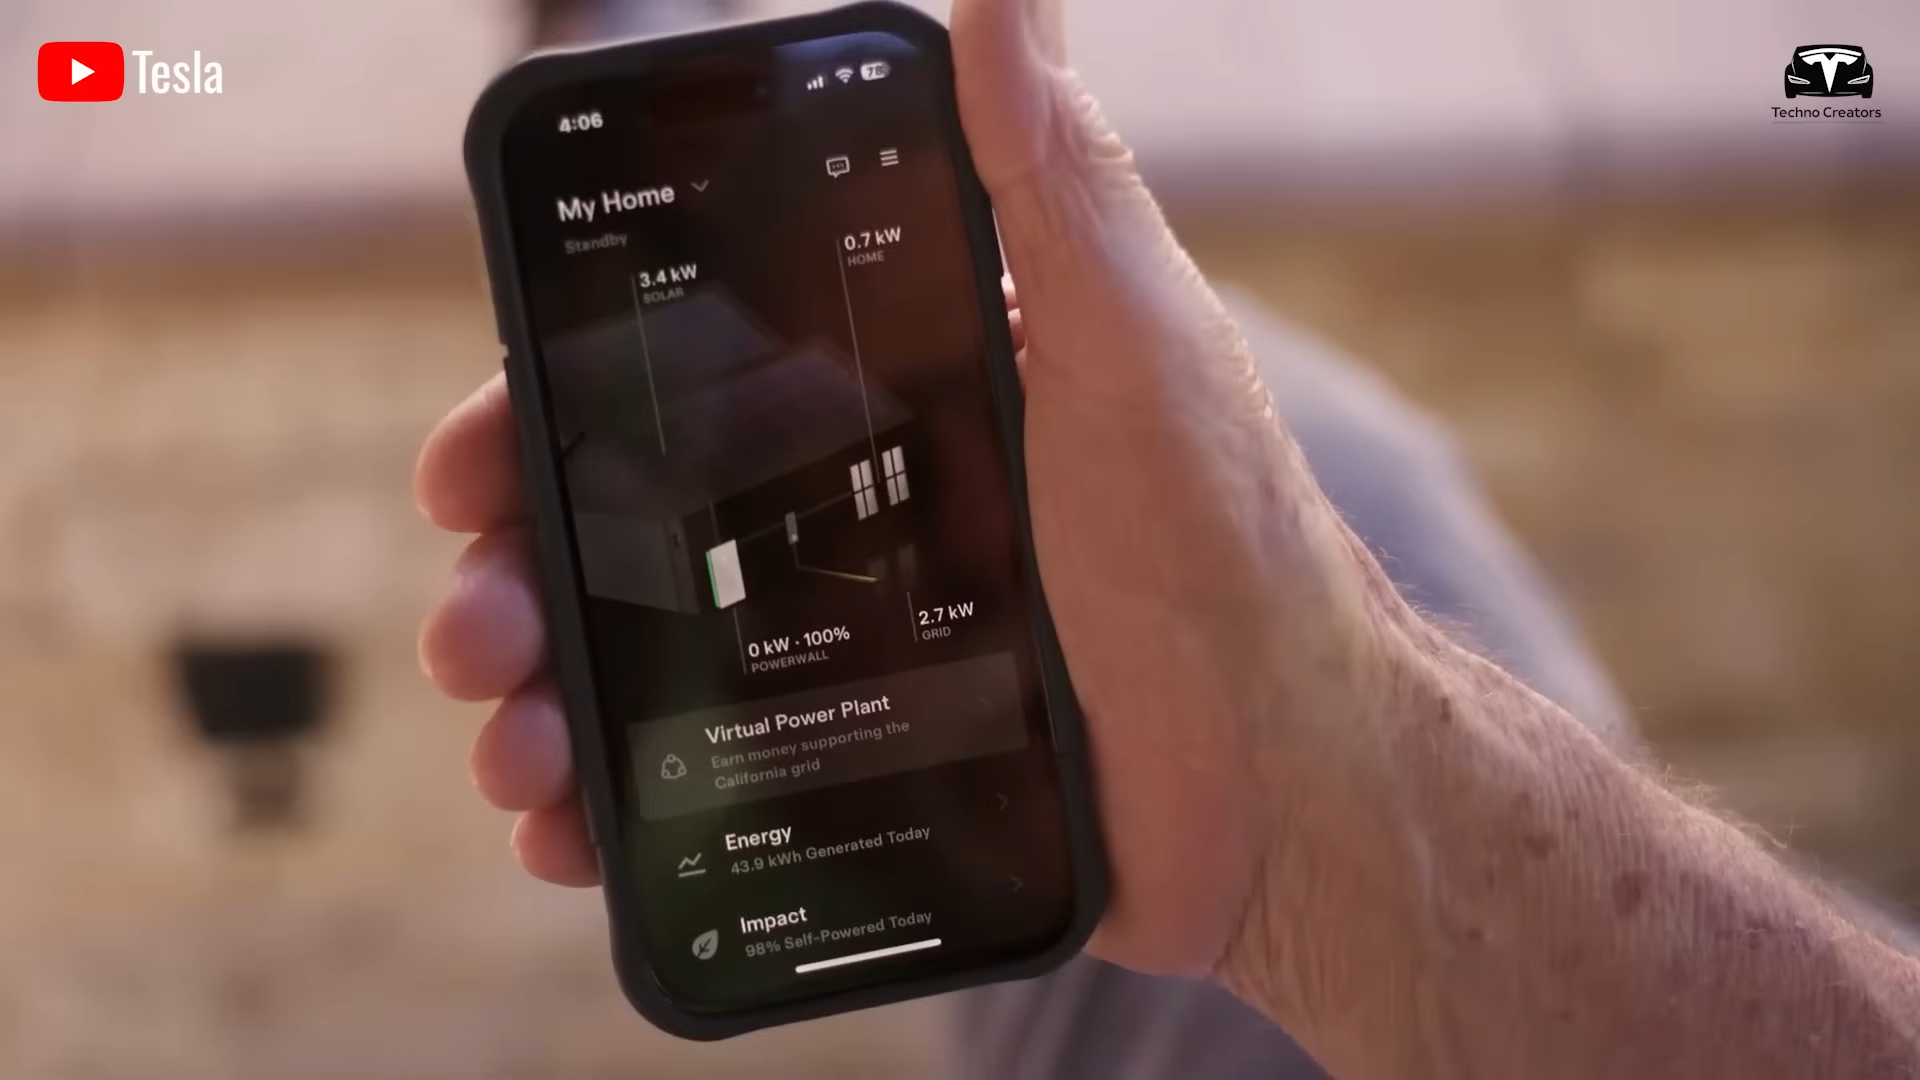 Tesla
Techno Creators
4:06
78
My Home
Standby
3.4 kW
SOLAR
0.7 kW
HOME
0 kW · 100%
POWERWALL
2.7 kW
GRID
Virtual Power Plant
Earn money supporting the
California grid
Energy
43.9 kWh Generated Today
Impact
98% Self-Powered Today